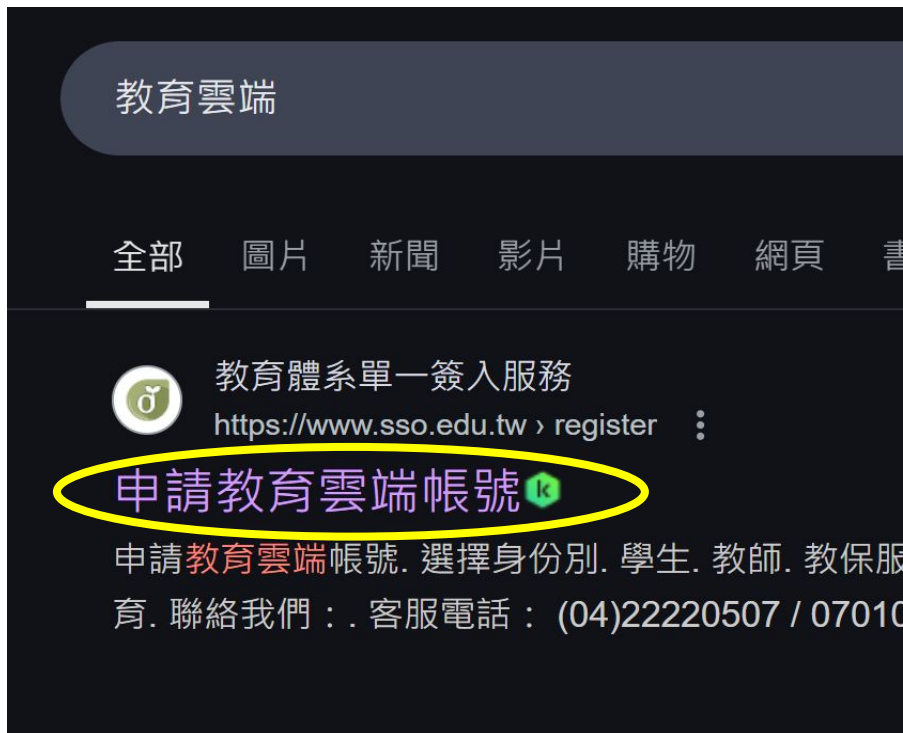 教育雲端
全部 圖片 新聞 影片 購物 網頁
教育體系單一簽入服務
https://www.sso.edu.tw › register
申請教育雲端帳號
申請教育雲端帳號. 選擇身份別. 學生. 教師. 教保服
育. 聯絡我們：. 客服電話： (04)22220507 / 07010